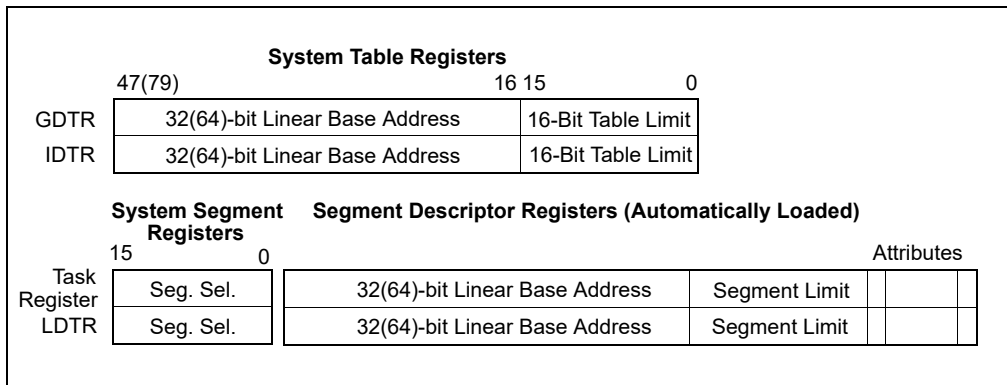 System Table Registers
47(79) 16 15 0
GDTR 32(64)-bit Linear Base Address 16-Bit Table Limit
IDTR 32(64)-bit Linear Base Address 16-Bit Table Limit
System Segment Registers
Segment Descriptor Registers (Automatically Loaded)
15 0
Attributes
Task Register Seg. Sel. 32(64)-bit Linear Base Address Segment Limit
LDTR Seg. Sel. 32(64)-bit Linear Base Address Segment Limit